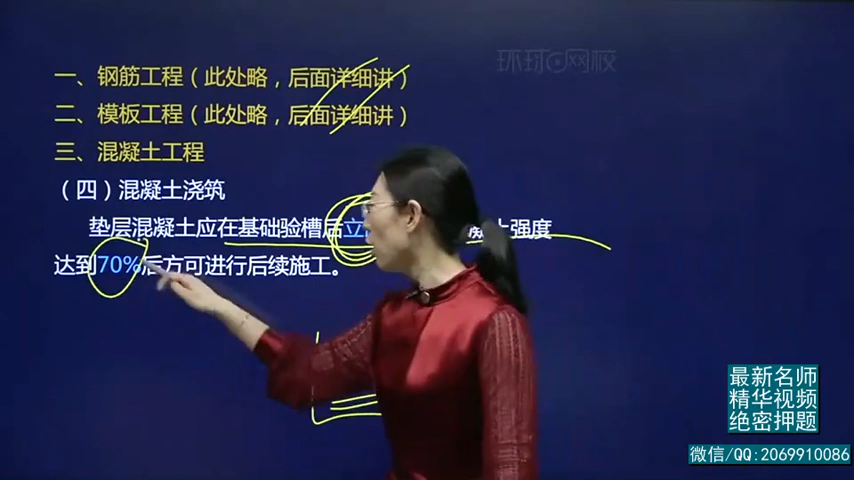 环球网校
一、钢筋工程（此处略，后面详细讲）
二、模板工程（此处略，后面详细讲）
三、混凝土工程
（四）混凝土浇筑
垫层混凝土应在基础验槽后立 土强度
达到70%后方可进行后续施工。
最新名师
精华视频
绝密押题
微信/QQ:2069910086